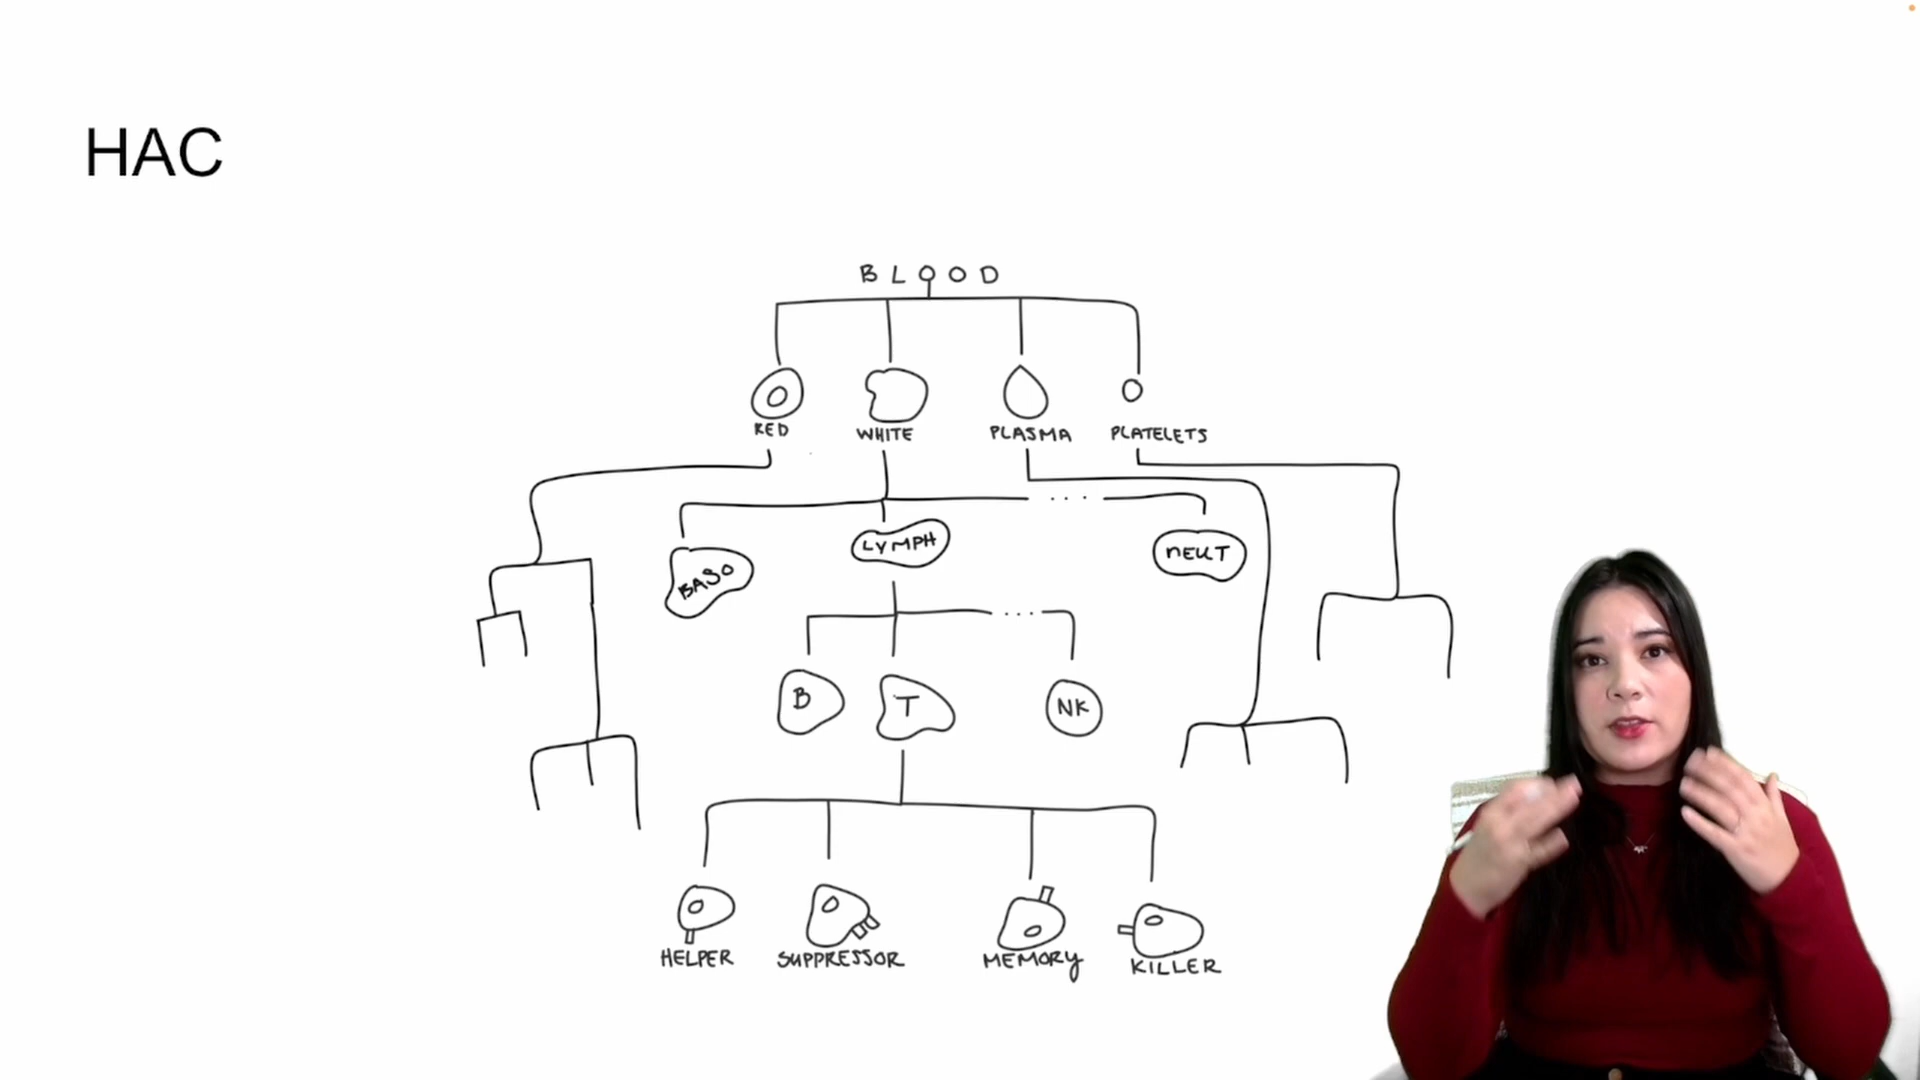 HAC
BLOOD
RED WHITE PLASMA PLATELETS
BASO LYMPH NEUT
B T NK
HELPER SUPPRESSOR MEMORY KILLER